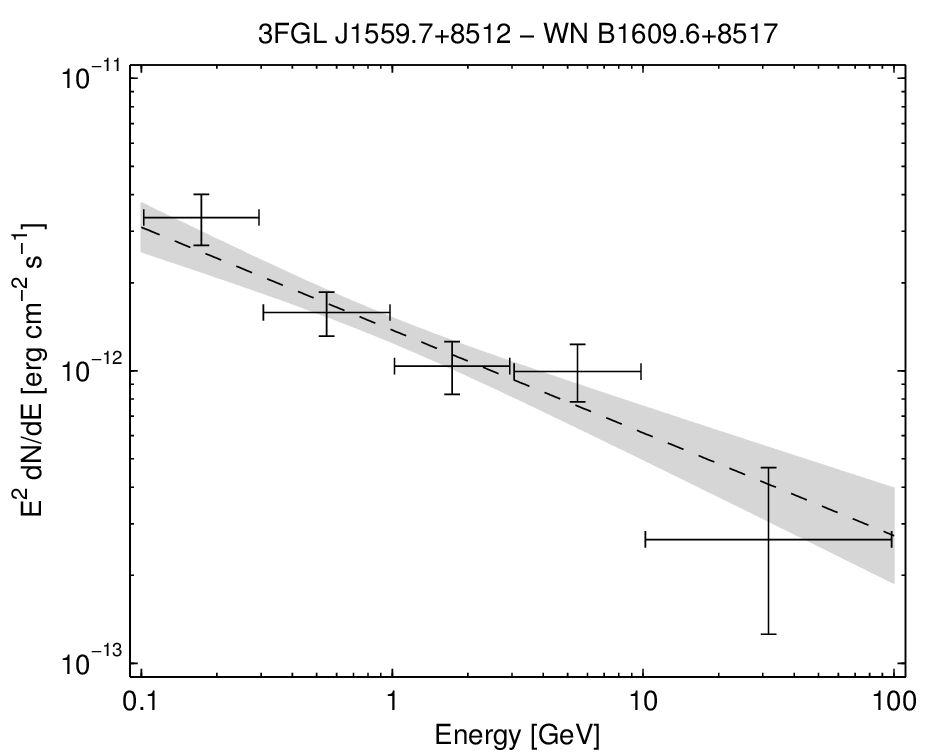 3FGL J1559.7+8512 − WN B1609.6+8517
10⁻¹¹
10⁻¹²
10⁻¹³
E² dN/dE [erg cm⁻² s⁻¹]
0.1 1 10 100
Energy [GeV]